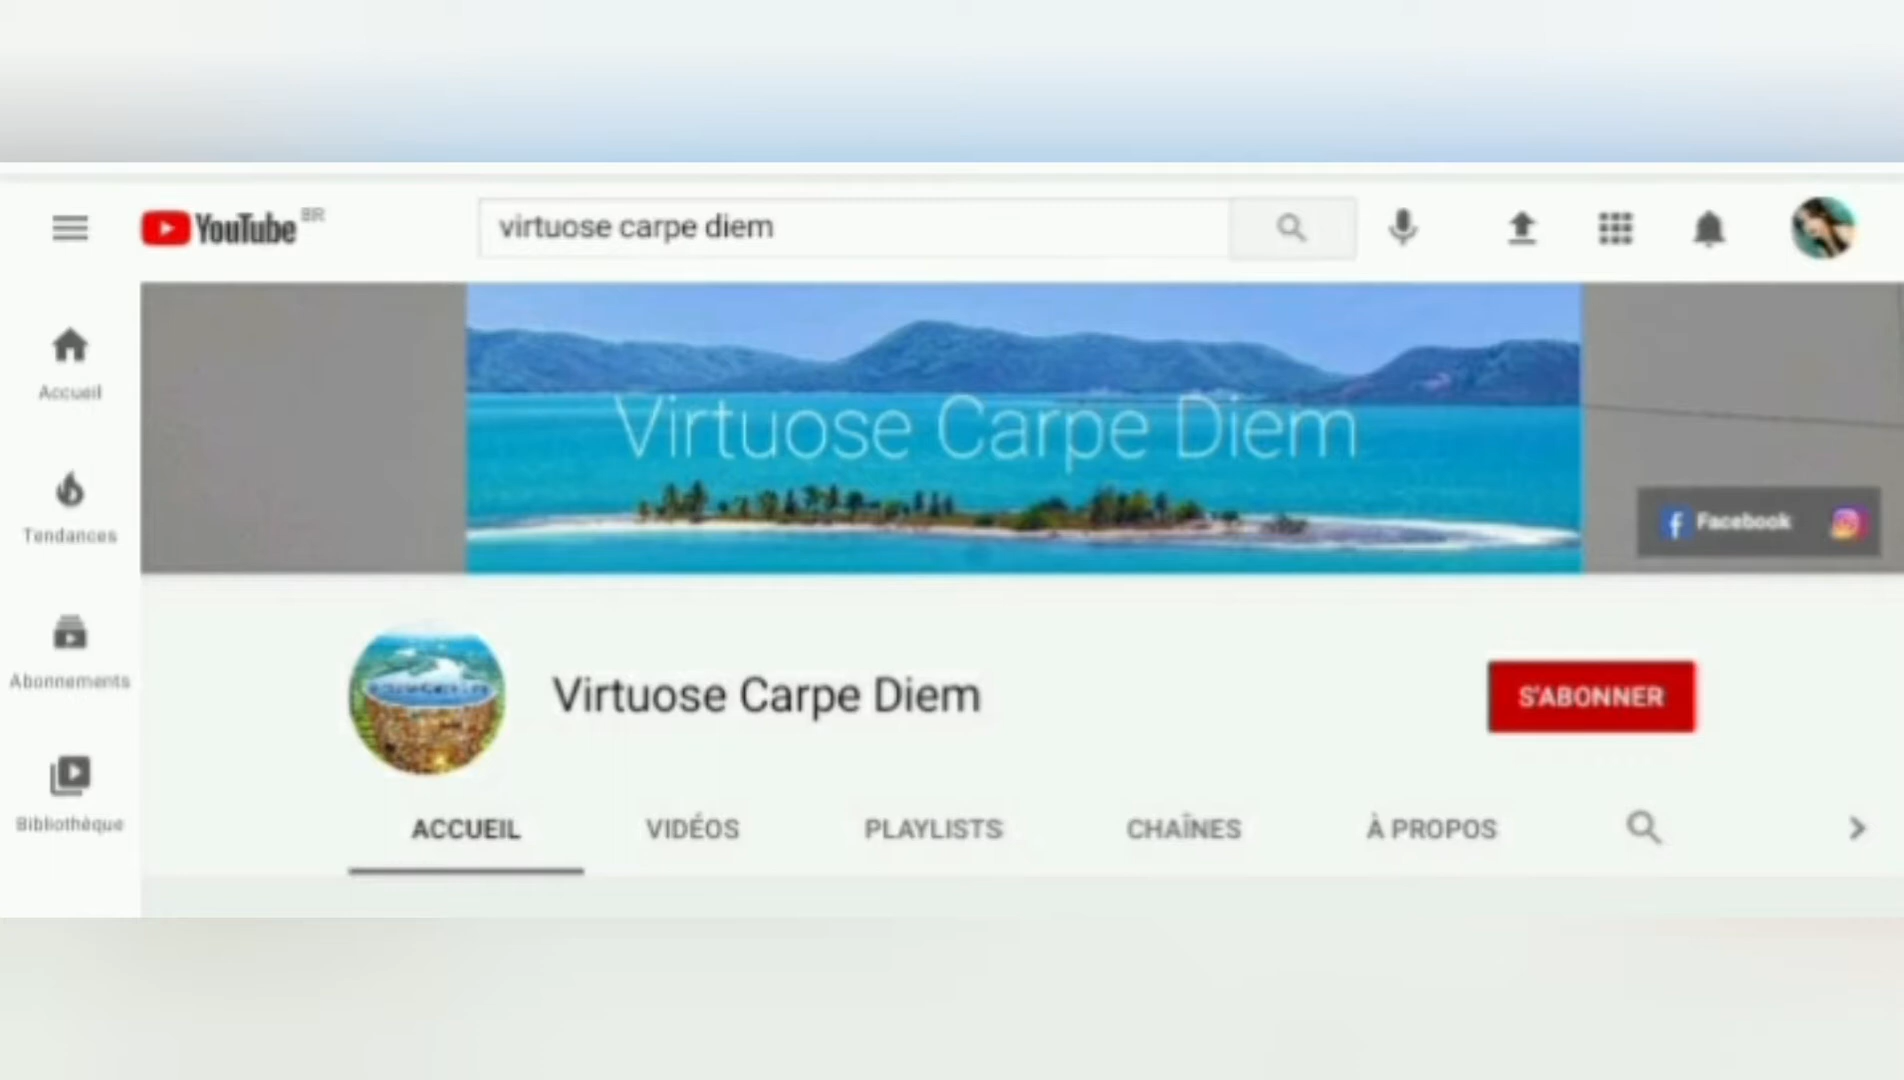 YouTube BR
virtuose carpe diem
Accueil
Tendances
Abonnements
Bibliothèque
Virtuose Carpe Diem
Facebook
Virtuose Carpe Diem
S'ABONNER
ACCUEIL
VIDÉOS
PLAYLISTS
CHAÎNES
À PROPOS